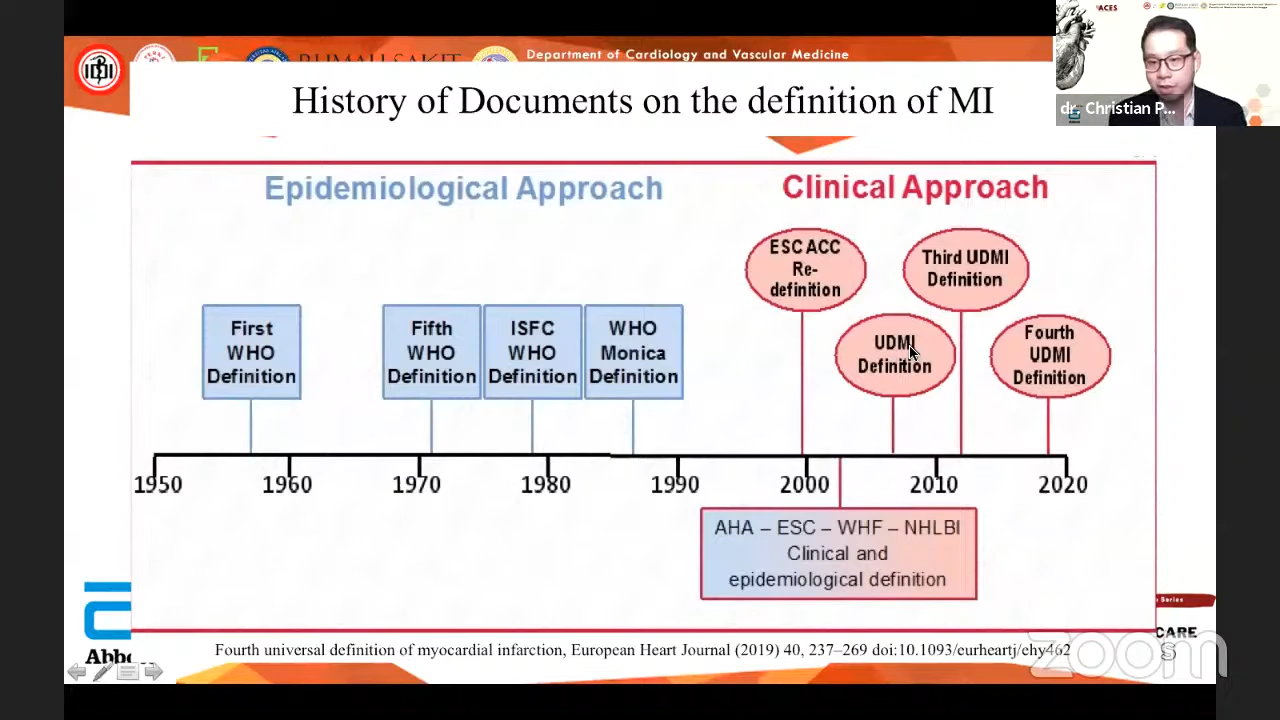 ACES
Department of Cardiology and Vascular Medicine
dr. Christian P...
History of Documents on the definition of MI
Epidemiological Approach
Clinical Approach
ESC ACC
Re-
definition
Third UDMI
Definition
First
WHO
Definition
Fifth
WHO
Definition
ISFC
WHO
Definition
WHO
Monica
Definition
UDMI
Definition
Fourth
UDMI
Definition
1950
1960
1970
1980
1990
2000
2010
2020
AHA – ESC – WHF – NHLBI
Clinical and
epidemiological definition
Series
CARE
Fourth universal definition of myocardial infarction, European Heart Journal (2019) 40, 237–269 doi:10.1093/eurheartj/ehy462
zoom